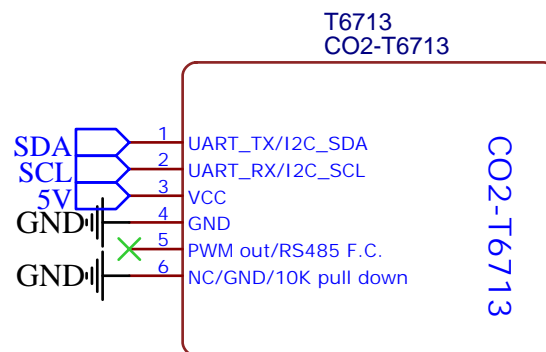 T6713
CO2-T6713
SDA 1 UART_TX/I2C_SDA
SCL 2 UART_RX/I2C_SCL
5V 3 VCC
GND 4 GND
5 PWM out/RS485 F.C.
GND 6 NC/GND/10K pull down
CO2-T6713